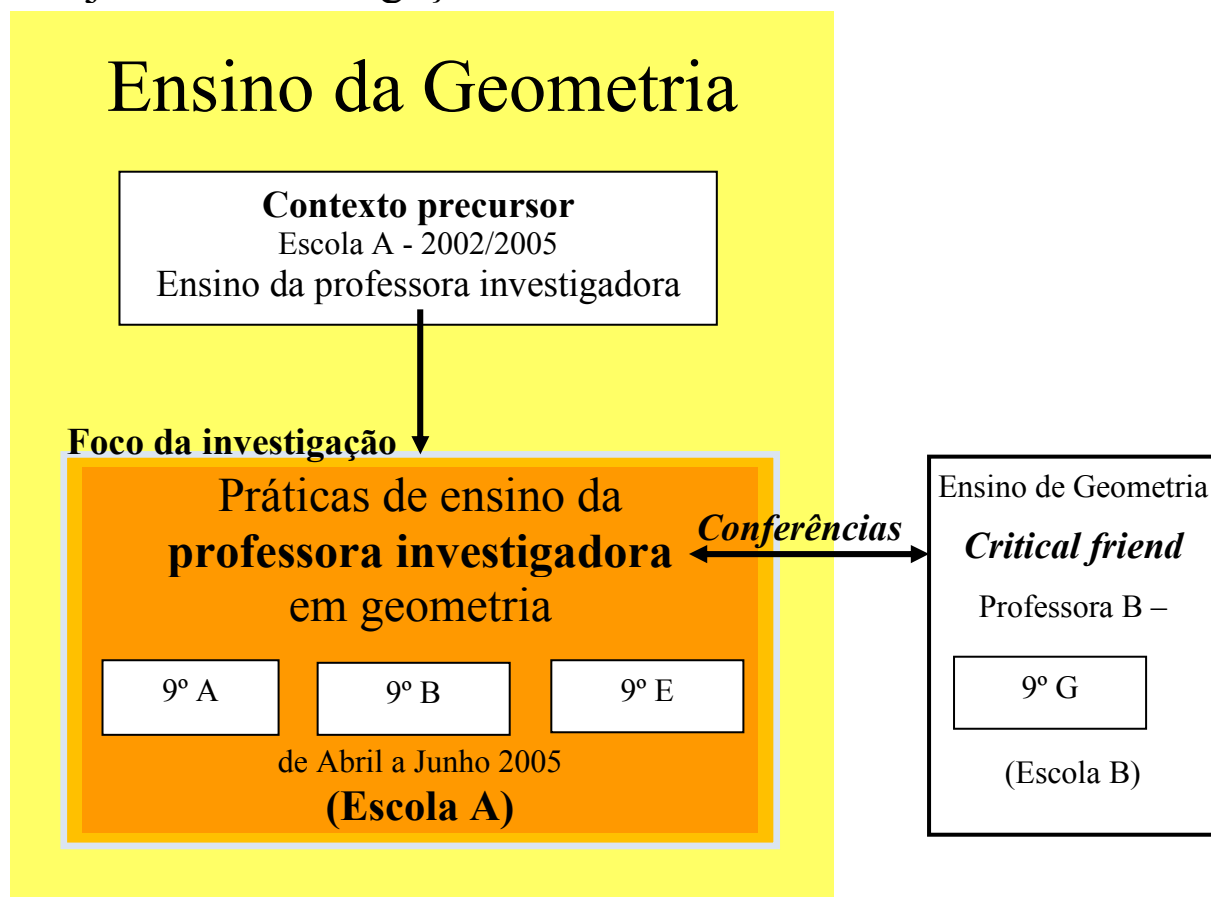 Ensino da Geometria
Contexto precursor
Escola A - 2002/2005
Ensino da professora investigadora
Foco da investigação
Práticas de ensino da
professora investigadora
em geometria
9º A
9º B
9º E
de Abril a Junho 2005
(Escola A)
Conferências
Ensino de Geometria
Critical friend
Professora B –
9º G
(Escola B)